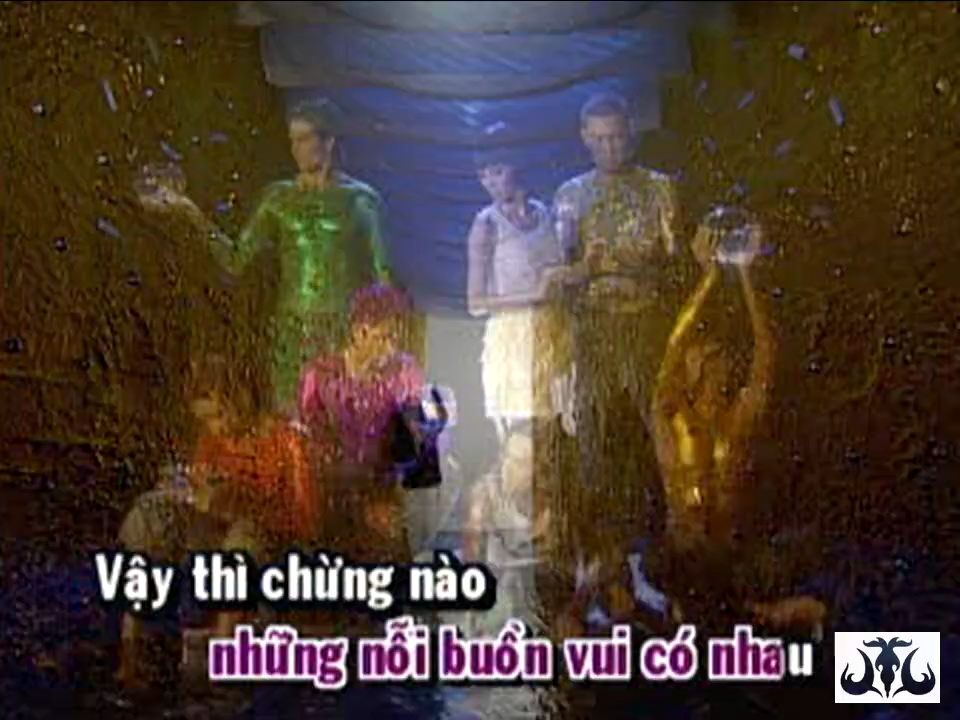 Vậy thì chừng nào
những nỗi buồn vui có nhau